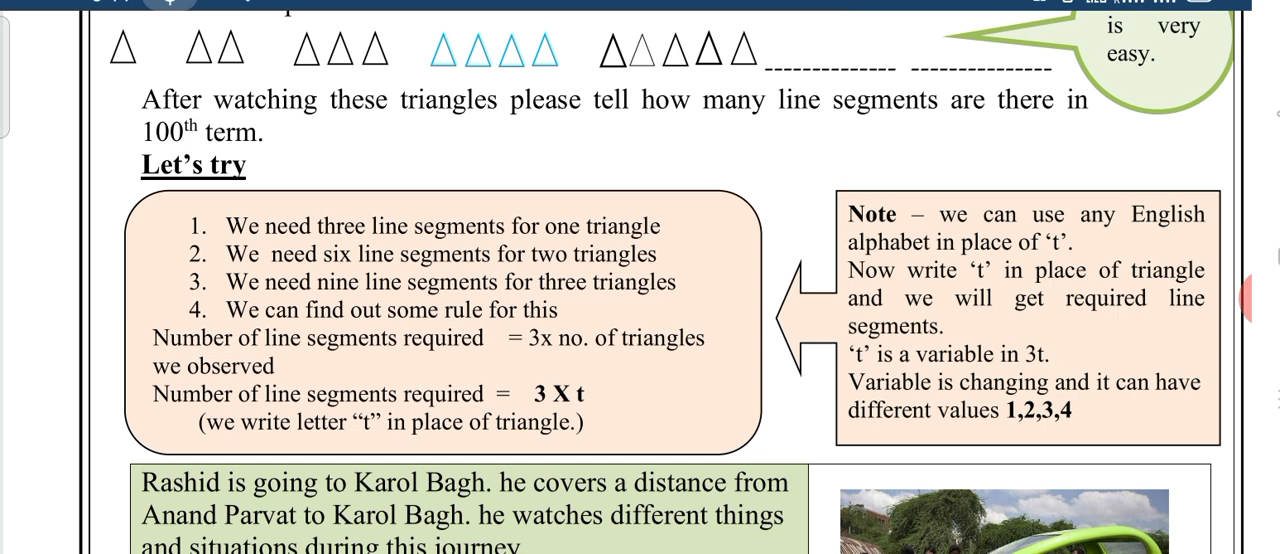 is very
easy.
After watching these triangles please tell how many line segments are there in
100th term.
Let’s try
1. We need three line segments for one triangle
2. We need six line segments for two triangles
3. We need nine line segments for three triangles
4. We can find out some rule for this
Number of line segments required = 3x no. of triangles
we observed
Number of line segments required = 3 X t
(we write letter “t” in place of triangle.)
Note – we can use any English
alphabet in place of ‘t’.
Now write ‘t’ in place of triangle
and we will get required line
segments.
‘t’ is a variable in 3t.
Variable is changing and it can have
different values 1,2,3,4
Rashid is going to Karol Bagh. he covers a distance from
Anand Parvat to Karol Bagh. he watches different things
and situations during this journey